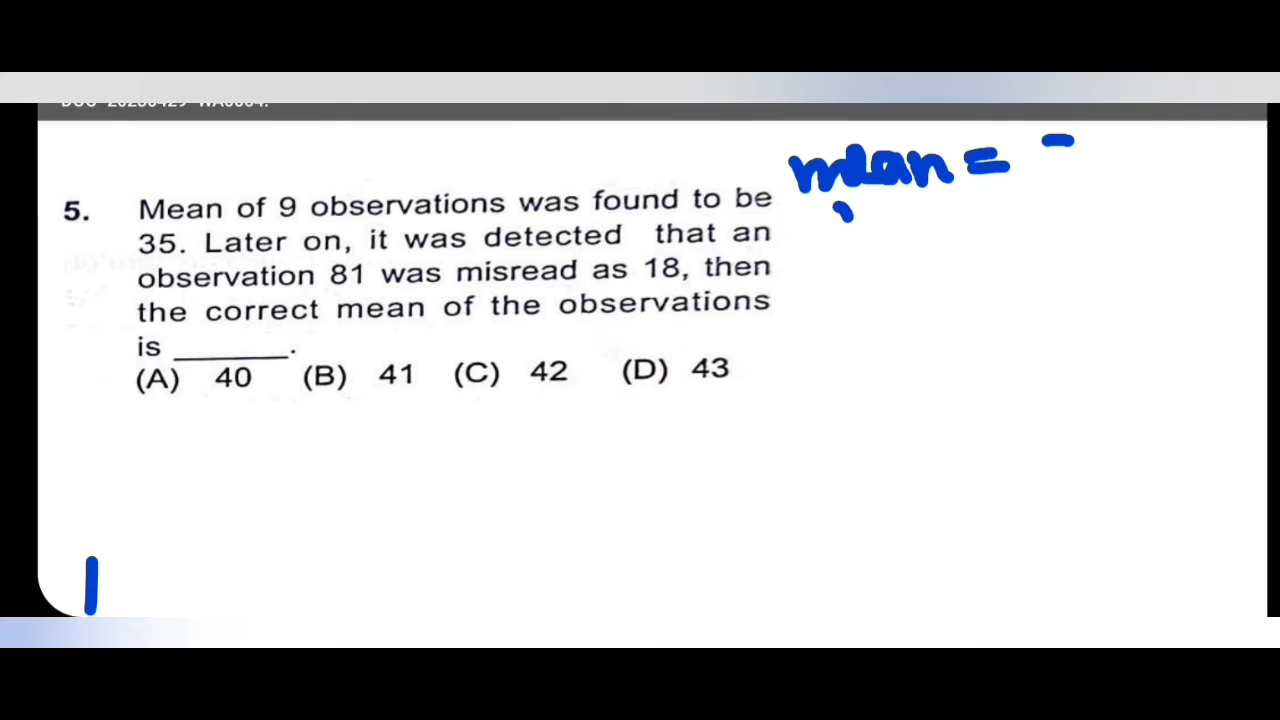 mean =
5. Mean of 9 observations was found to be
35. Later on, it was detected that an
observation 81 was misread as 18, then
the correct mean of the observations
is ______.
(A) 40 (B) 41 (C) 42 (D) 43